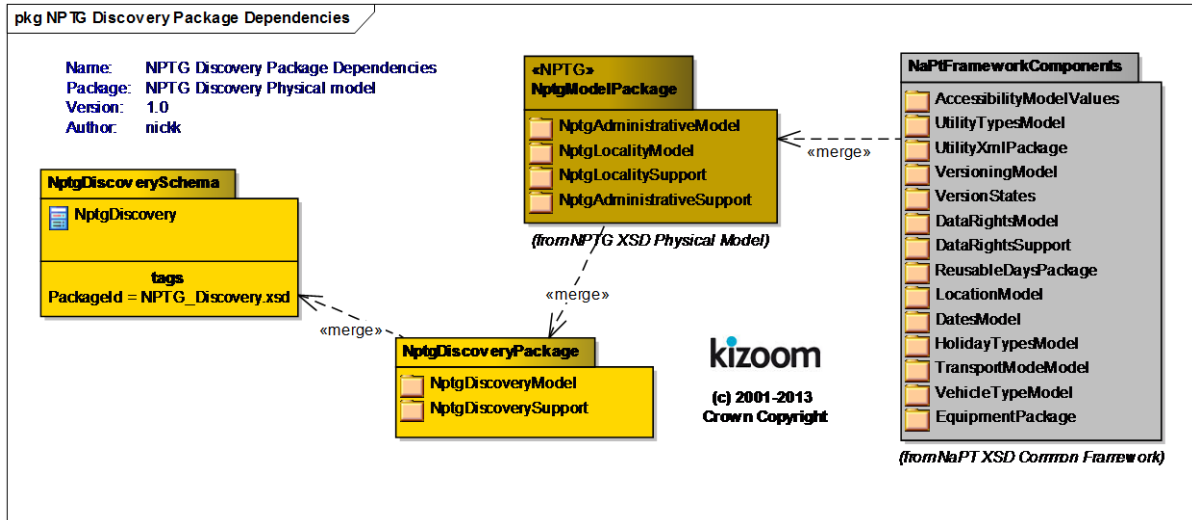 pkg NPTG Discovery Package Dependencies
Name: NPTG Discovery Package Dependencies
Package: NPTG Discovery Physical model
Version: 1.0
Author: nickk
NptgDiscoverySchema
NptgDiscovery
tags
PackageId = NPTG_Discovery.xsd
«merge»
NptgDiscoveryPackage
NptgDiscoveryModel
NptgDiscoverySupport
«merge»
«NPTG»
NptgModelPackage
NptgAdministrativeModel
NptgLocalityModel
NptgLocalitySupport
NptgAdministrativeSupport
(from NPTG XSD Physical Model)
«merge»
NaPtFrameworkComponents
AccessibilityModelValues
UtilityTypesModel
UtilityXmlPackage
VersioningModel
VersionStates
DataRightsModel
DataRightsSupport
ReusableDaysPackage
LocationModel
DatesModel
HolidayTypesModel
TransportModeModel
VehicleTypeModel
EquipmentPackage
(from NaPT XSD Common Framework)
kizoom
(c) 2001-2013
Crown Copyright